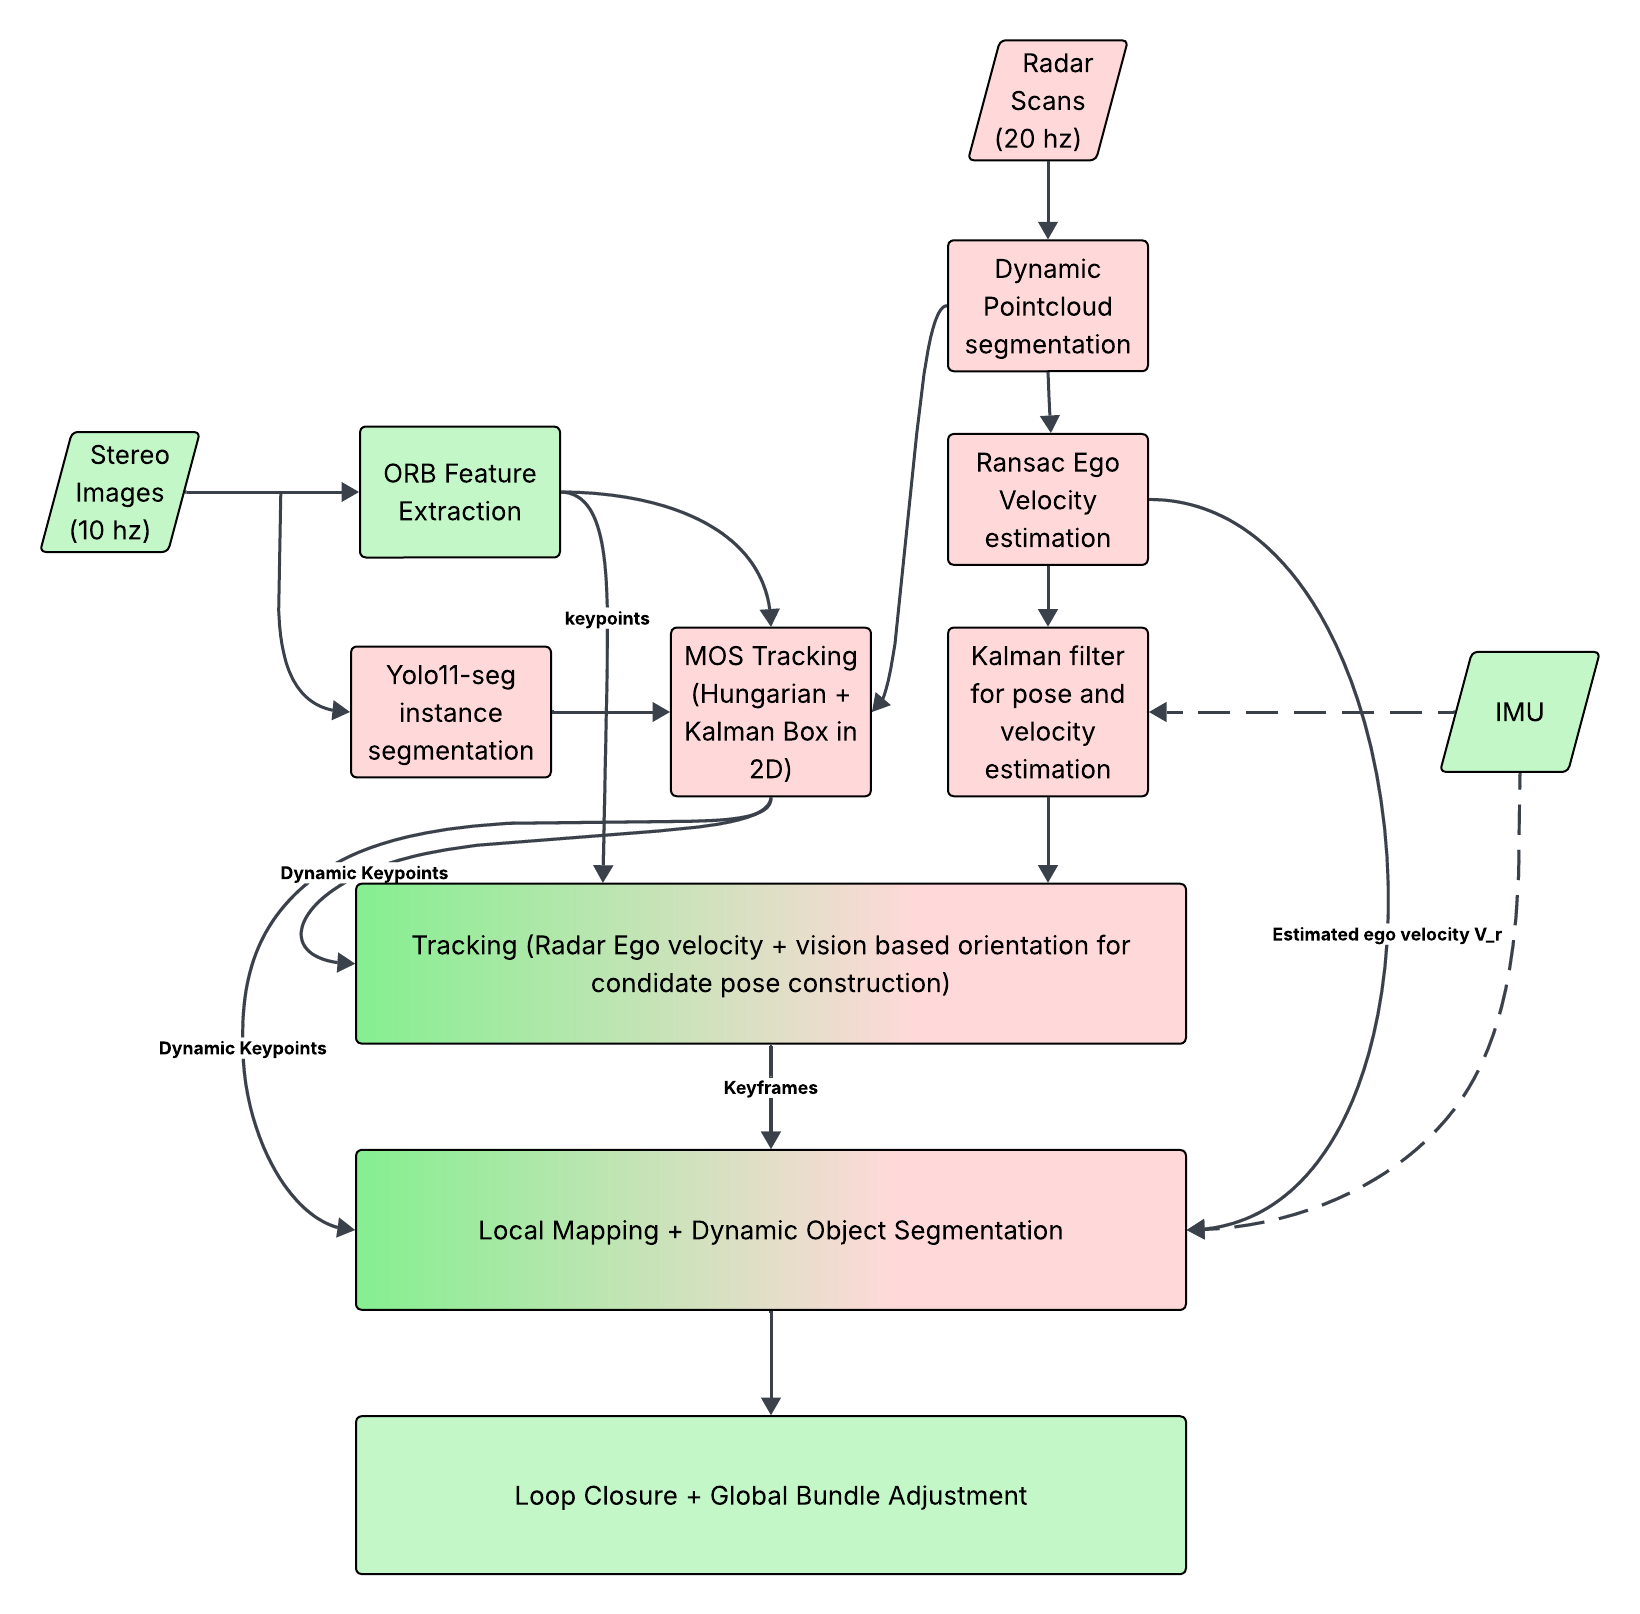 Radar
Scans
(20 hz)
Dynamic
Pointcloud
segmentation
Stereo
Images
(10 hz)
ORB Feature
Extraction
Ransac Ego
Velocity
estimation
keypoints
Yolo11-seg
instance
segmentation
MOS Tracking
(Hungarian +
Kalman Box in
2D)
Kalman filter
for pose and
velocity
estimation
IMU
Dynamic Keypoints
Tracking (Radar Ego velocity + vision based orientation for
candidate pose construction)
Estimated ego velocity V_r
Dynamic Keypoints
Keyframes
Local Mapping + Dynamic Object Segmentation
Loop Closure + Global Bundle Adjustment